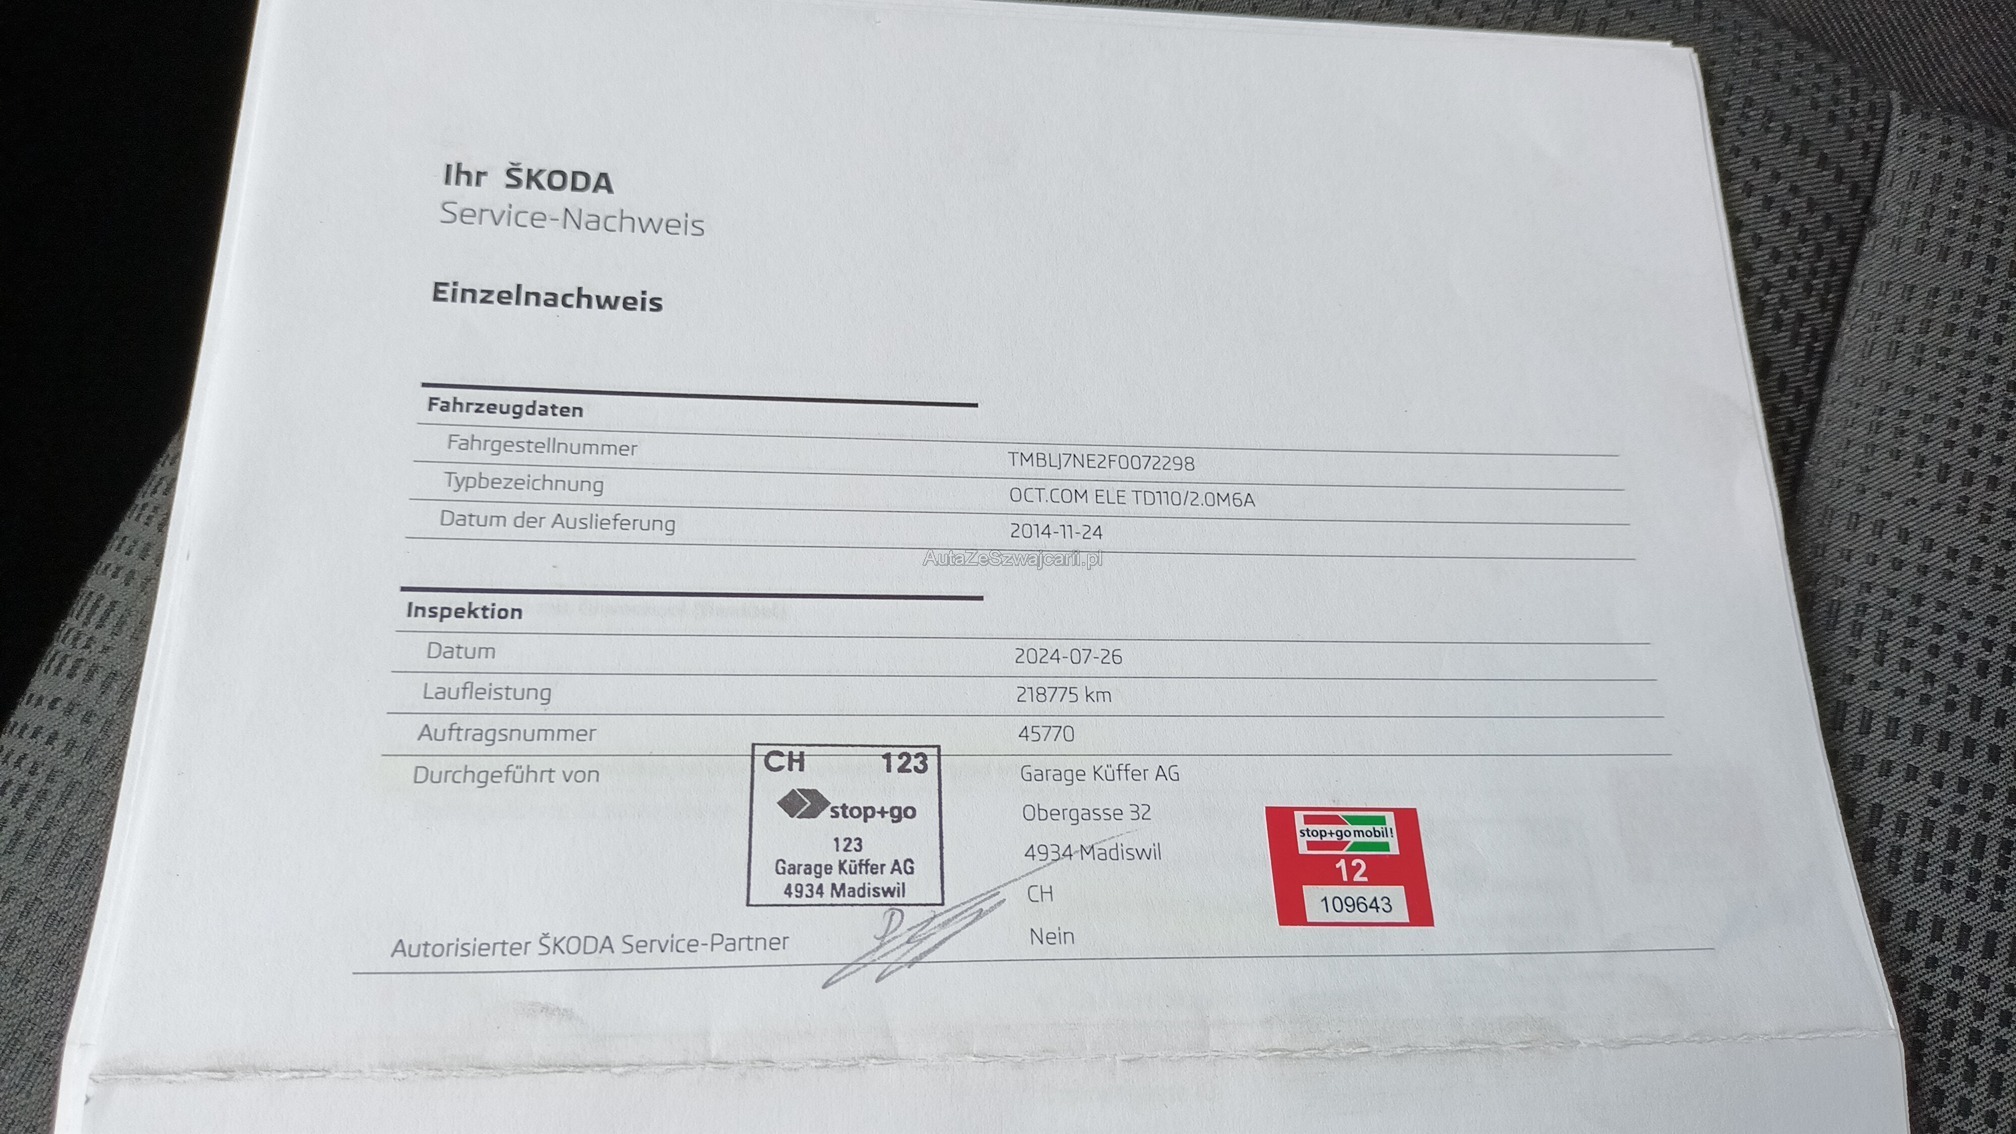 Ihr ŠKODA
Service-Nachweis
Einzelnachweis
Fahrzeugdaten
Fahrgestellnummer TMBLJ7NE2F0072298
Typbezeichnung OCT.COM ELE TD110/2.0M6A
Datum der Auslieferung 2014-11-24
AutaZeSzwajcarii.pl
Inspektion
Datum 2024-07-26
Laufleistung 218775 km
Auftragsnummer 45770
Durchgeführt von Garage Küffer AG
Obergasse 32
4934 Madiswil
CH
Autorisierter ŠKODA Service-Partner Nein
CH 123
stop+go
123
Garage Küffer AG
4934 Madiswil
stop+go mobil!
12
109643